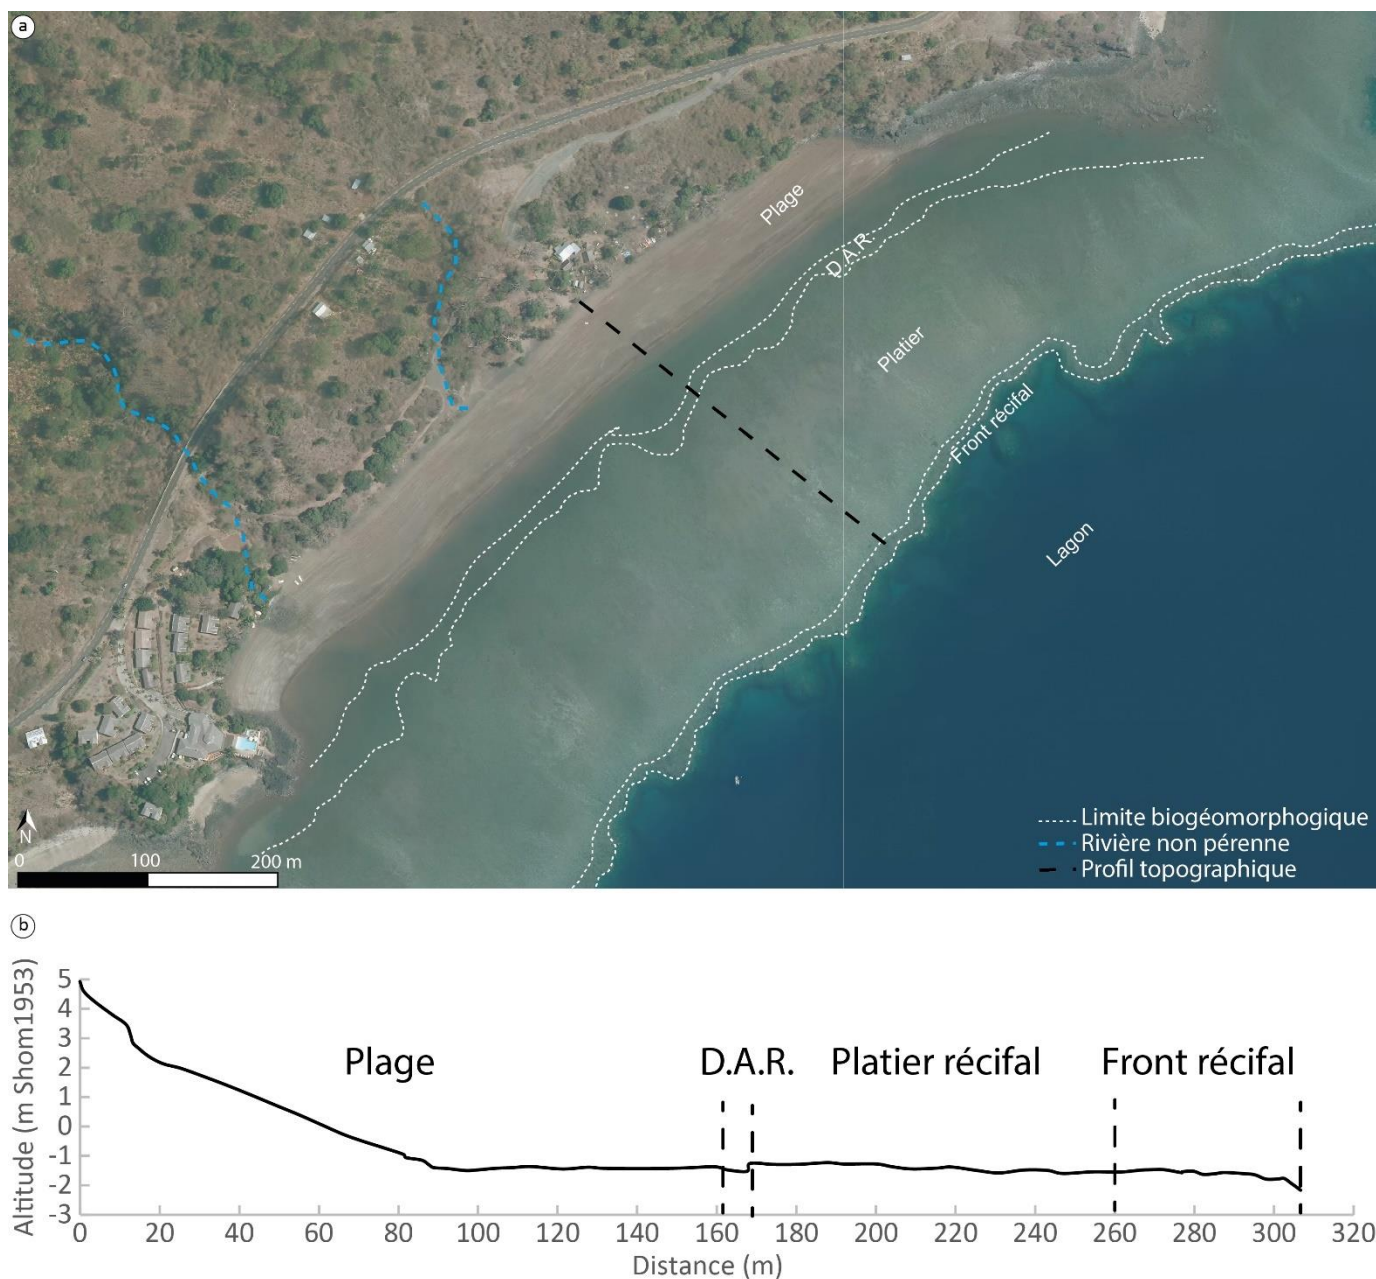 a
Plage
D.A.R.
Platier
Front récifal
Lagon
N
0 100 200 m
Limite biogéomorphogique
Rivière non pérenne
Profil topographique
b
Altitude (m Shom1953)
5
4
3
2
1
0
-1
-2
-3
Plage D.A.R. Platier récifal Front récifal
0 20 40 60 80 100 120 140 160 180 200 220 240 260 280 300 320
Distance (m)